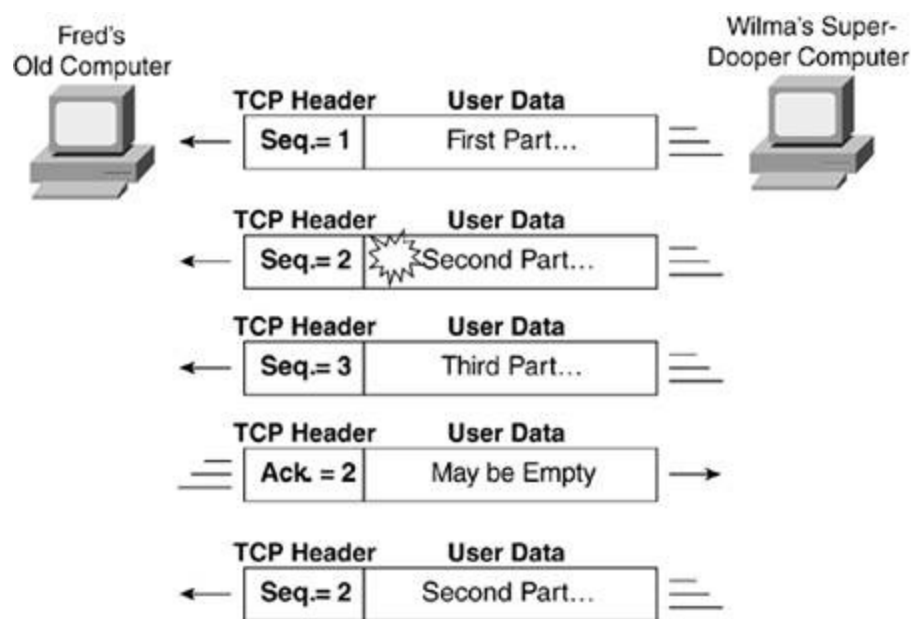 Fred's
Old Computer
Wilma's Super-
Dooper Computer
TCP Header User Data
Seq.= 1 First Part...
TCP Header User Data
Seq.= 2 Second Part...
TCP Header User Data
Seq.= 3 Third Part...
TCP Header User Data
Ack. = 2 May be Empty
TCP Header User Data
Seq.= 2 Second Part...